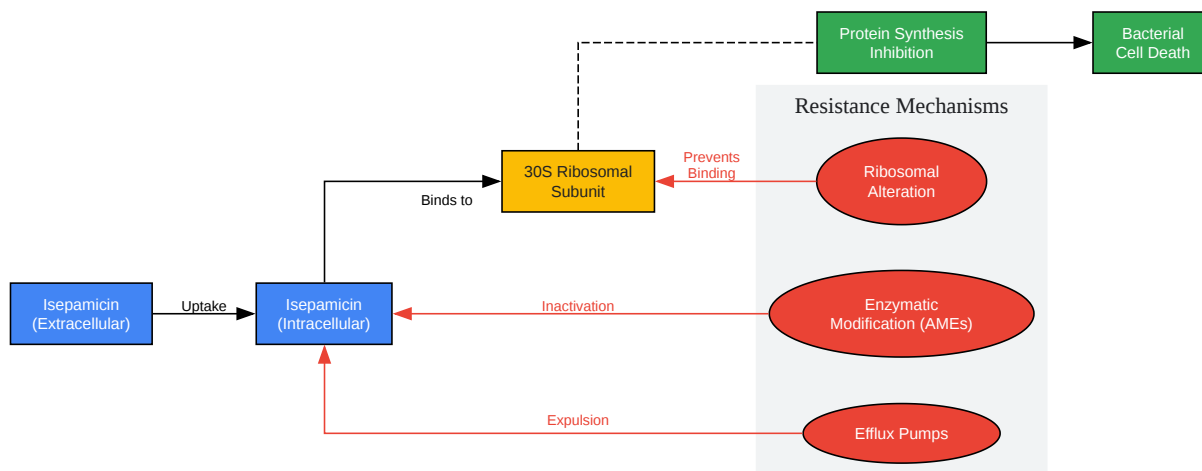 Protein Synthesis
Inhibition
Bacterial
Cell Death
Resistance Mechanisms
30S Ribosomal
Subunit
Prevents
Binding
Ribosomal
Alteration
Binds to
Isepamicin
(Extracellular)
Uptake
Isepamicin
(Intracellular)
Inactivation
Enzymatic
Modification (AMEs)
Expulsion
Efflux Pumps